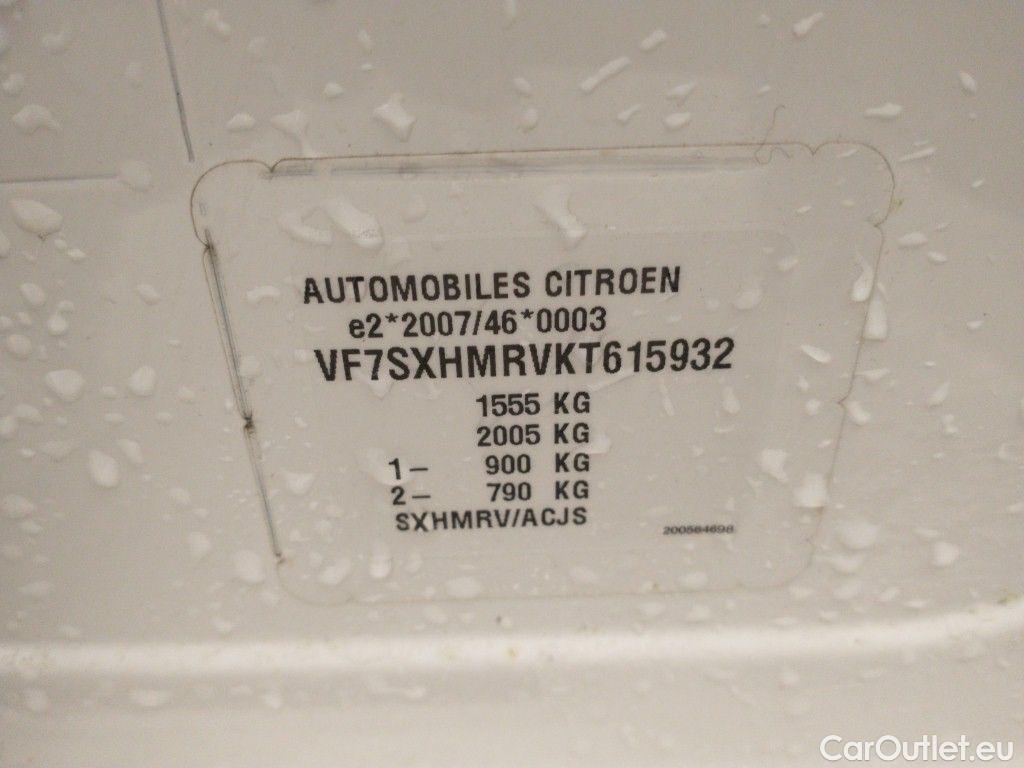 AUTOMOBILES CITROEN
e2*2007/46*0003
VF7SXHMRVKT615932
1555 KG
2005 KG
1- 900 KG
2- 790 KG
SXHMRV/ACJS
200564698
CarOutlet.eu